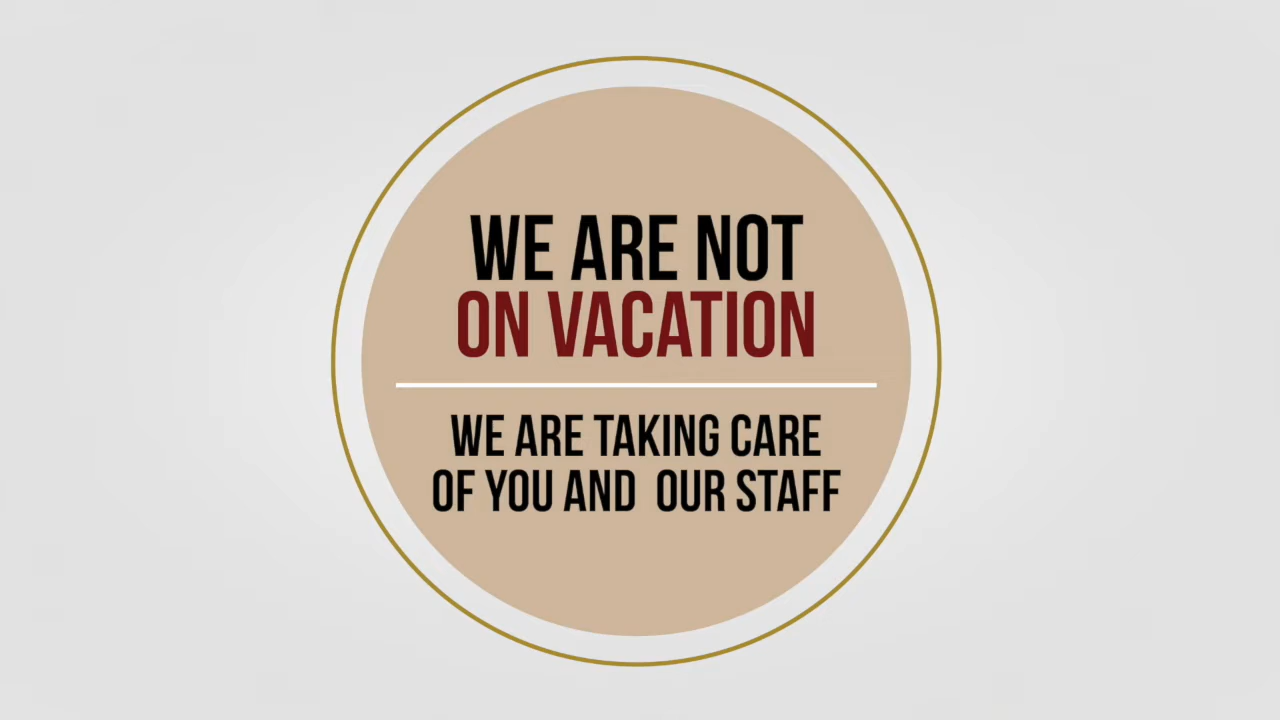 WE ARE NOT
ON VACATION
WE ARE TAKING CARE
OF YOU AND  OUR STAFF